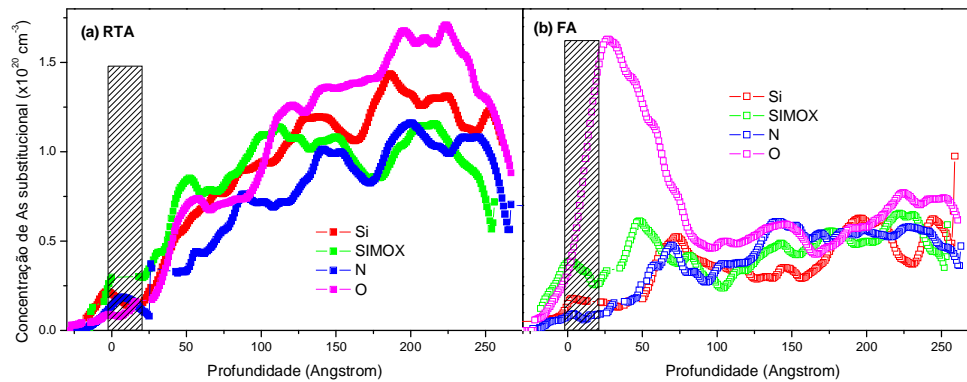 (a) RTA
(b) FA
Concentração de As substitucional (x10²⁰ cm⁻³)
1.5
1.0
0.5
0.0
Si
SIMOX
N
O
Si
SIMOX
N
O
0 50 100 150 200 250
0 50 100 150 200 250
Profundidade (Angstrom)
Profundidade (Angstrom)